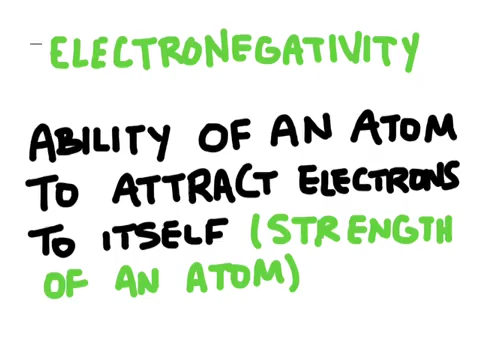 ELECTRONEGATIVITY
ABILITY OF AN ATOM
TO ATTRACT ELECTRONS
TO ITSELF (STRENGTH
OF AN ATOM)